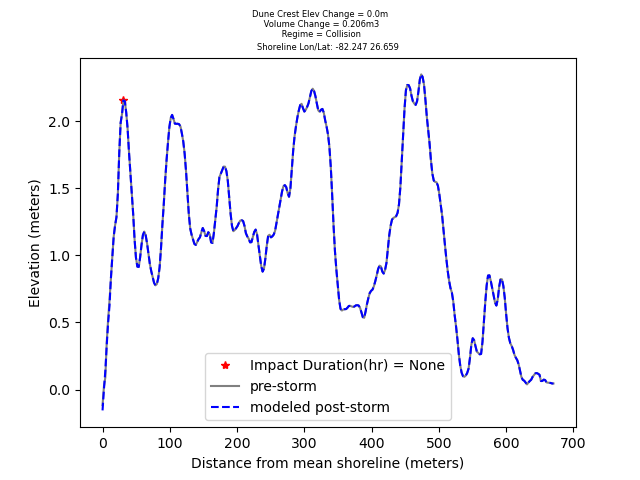 Dune Crest Elev Change = 0.0m
Volume Change = 0.206m3
Regime = Collision
Shoreline Lon/Lat: -82.247 26.659
Elevation (meters)
2.0
1.5
1.0
0.5
0.0
Impact Duration(hr) = None
pre-storm
modeled post-storm
0 100 200 300 400 500 600 700
Distance from mean shoreline (meters)